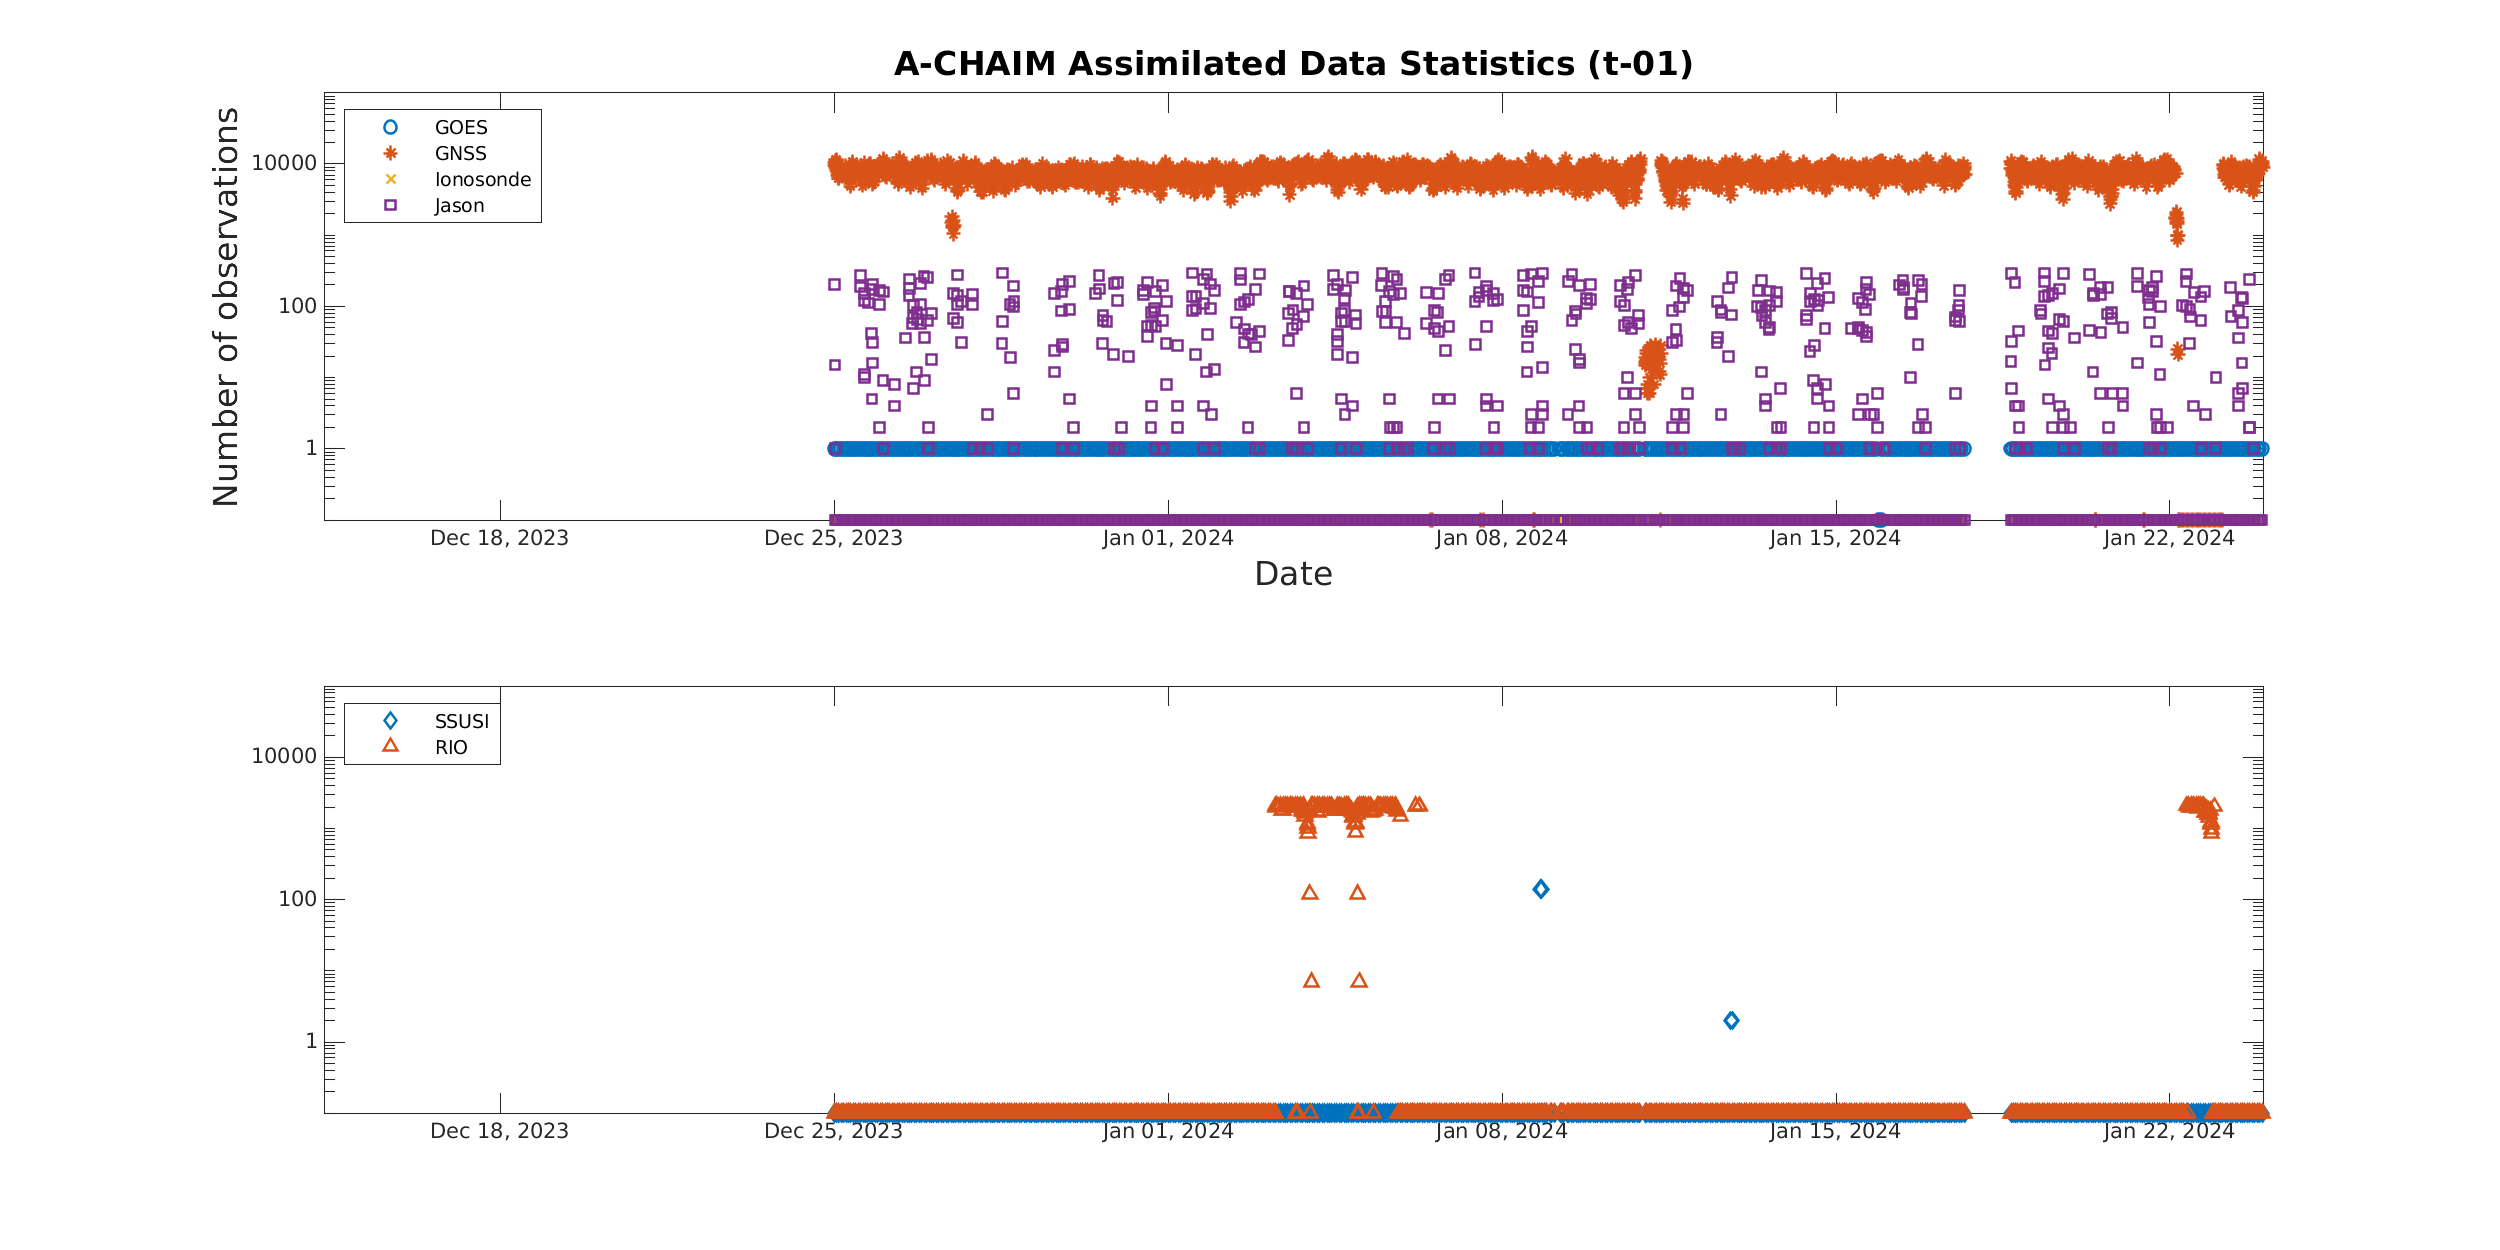 A-CHAIM Assimilated Data Statistics (t-01)
Number of observations
10000
100
1
GOES
GNSS
Ionosonde
Jason
Dec 18, 2023
Dec 25, 2023
Jan 01, 2024
Jan 08, 2024
Jan 15, 2024
Jan 22, 2024
Date
10000
100
1
SSUSI
RIO
Dec 18, 2023
Dec 25, 2023
Jan 01, 2024
Jan 08, 2024
Jan 15, 2024
Jan 22, 2024